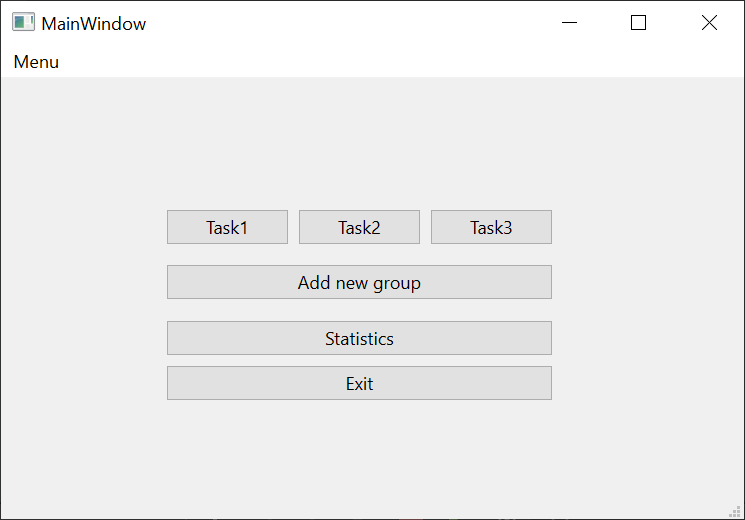 MainWindow
Menu
Task1 Task2 Task3
Add new group
Statistics
Exit